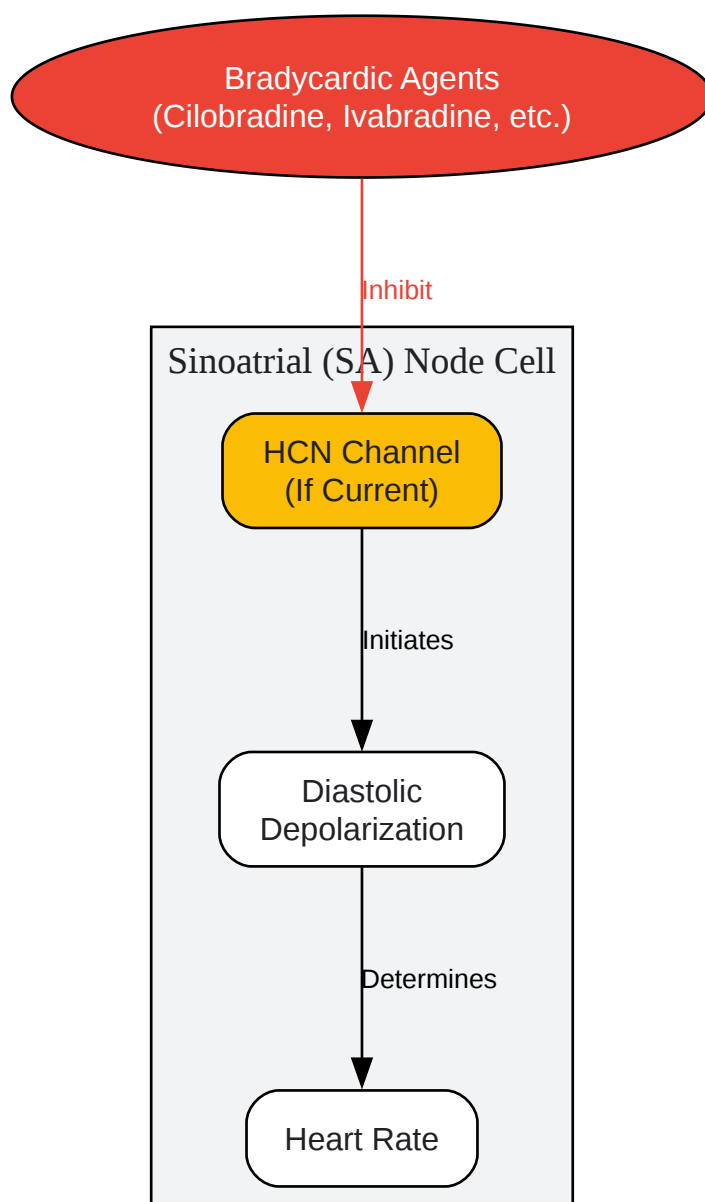 Bradycardic Agents
(Cilobradine, Ivabradine, etc.)
Inhibit
Sinoatrial (SA) Node Cell
HCN Channel
(If Current)
Initiates
Diastolic
Depolarization
Determines
Heart Rate